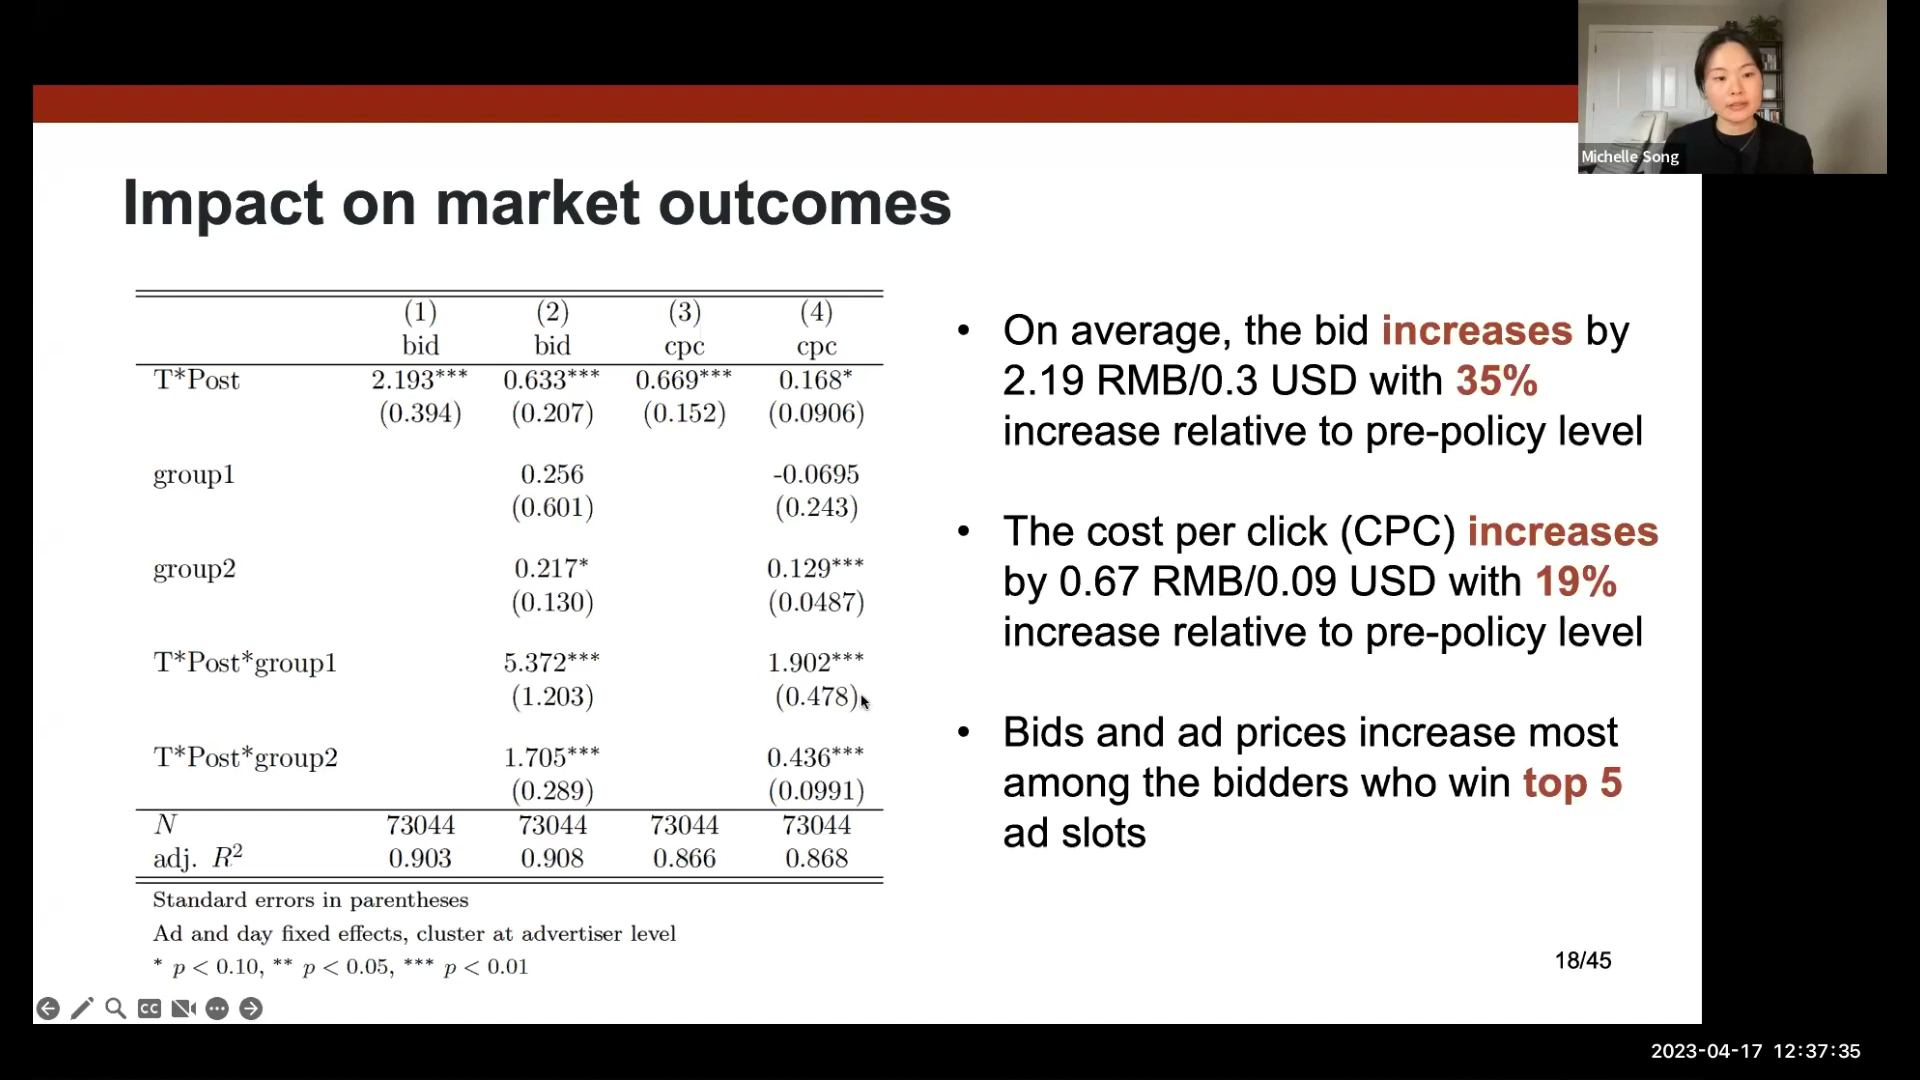 Michelle Song
Impact on market outcomes
(1) (2) (3) (4)
bid bid cpc cpc
T*Post 2.193*** 0.633*** 0.669*** 0.168*
(0.394) (0.207) (0.152) (0.0906)
group1 0.256 -0.0695
(0.601) (0.243)
group2 0.217* 0.129***
(0.130) (0.0487)
T*Post*group1 5.372*** 1.902***
(1.203) (0.478)
T*Post*group2 1.705*** 0.436***
(0.289) (0.0991)
N 73044 73044 73044 73044
adj. R² 0.903 0.908 0.866 0.868
Standard errors in parentheses
Ad and day fixed effects, cluster at advertiser level
* p < 0.10, ** p < 0.05, *** p < 0.01
• On average, the bid increases by
2.19 RMB/0.3 USD with 35%
increase relative to pre-policy level
• The cost per click (CPC) increases
by 0.67 RMB/0.09 USD with 19%
increase relative to pre-policy level
• Bids and ad prices increase most
among the bidders who win top 5
ad slots
18/45
CC
2023-04-17 12:37:35